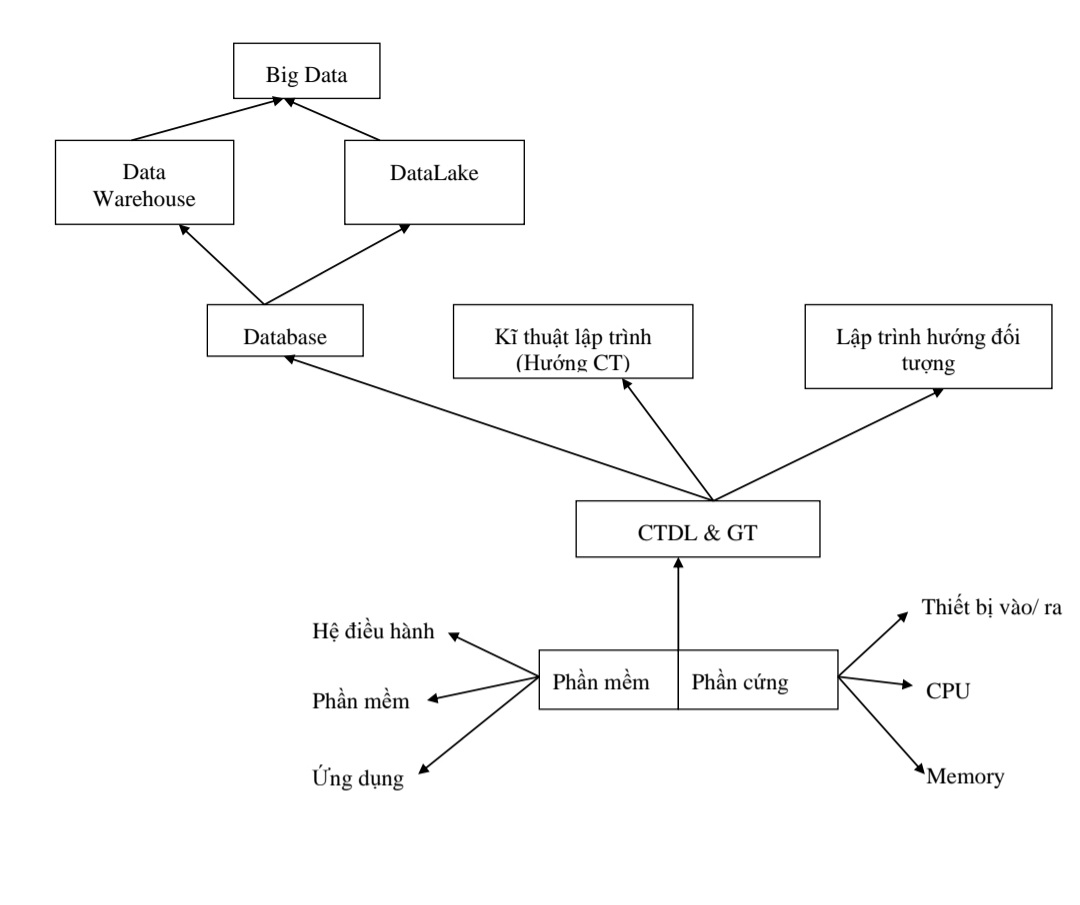 Big Data
Data
Warehouse
DataLake
Database
Kĩ thuật lập trình
(Hướng CT)
Lập trình hướng đối
tượng
CTDL & GT
Thiết bị vào/ ra
Hệ điều hành
Phần mềm
Phần cứng
CPU
Phần mềm
Ứng dụng
Memory